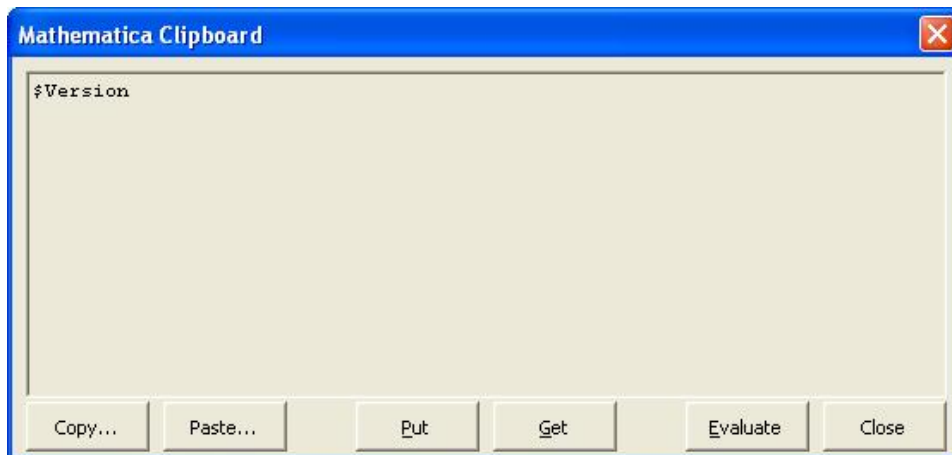 Mathematica Clipboard
$Version
Copy... Paste... Put Get Evaluate Close